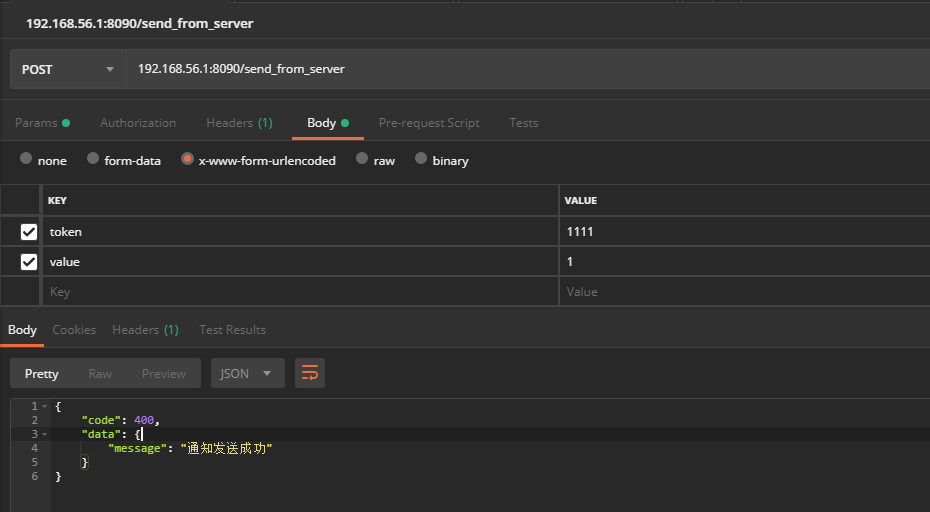 192.168.56.1:8090/send_from_server
POST 192.168.56.1:8090/send_from_server
Params Authorization Headers (1) Body Pre-request Script Tests
none form-data x-www-form-urlencoded raw binary
KEY VALUE
token 1111
value 1
Key Value
Body Cookies Headers (1) Test Results
Pretty Raw Preview JSON
1 {
2 "code": 400,
3 "data": {
4 "message": "通知发送成功"
5 }
6 }